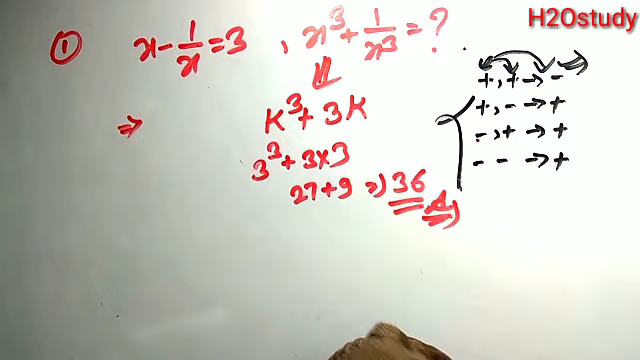 H2Ostudy
① x - 1/x = 3 , x³ + 1/x³ = ?
⇒ K³ + 3K
3³ + 3×3
27 + 9 ⇒) 36 A)
+, + → -
+, - → +
-, + → +
- - → +